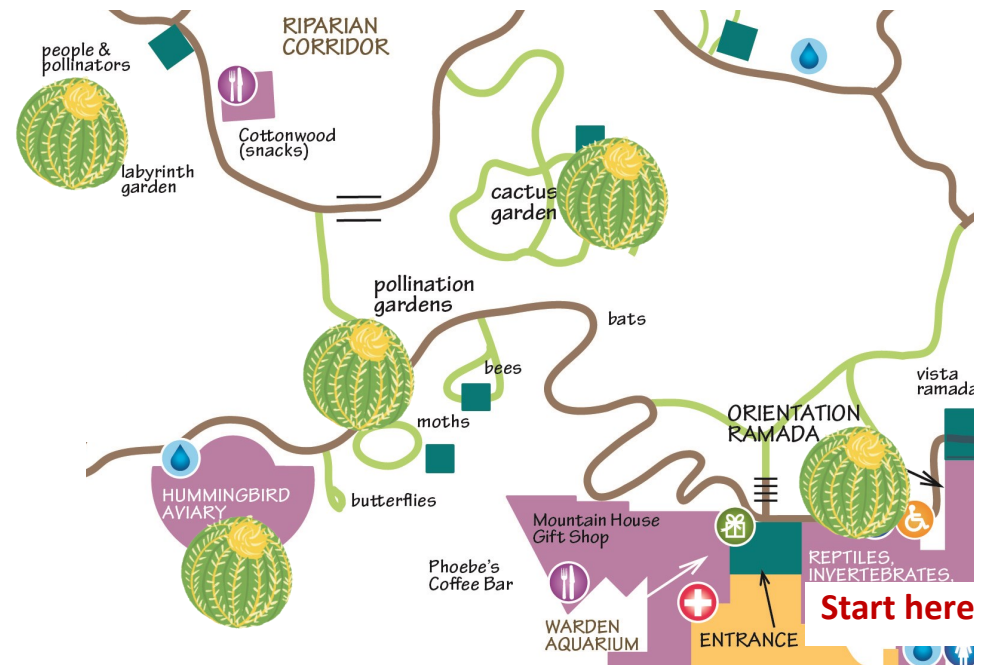 RIPARIAN
CORRIDOR
people &
pollinators
Cottonwood
(snacks)
labyrinth
garden
cactus
garden
pollination
gardens
bats
bees
vista
ramada
moths
ORIENTATION
RAMADA
butterflies
HUMMINGBIRD
AVIARY
Mountain House
Gift Shop
Phoebe's
Coffee Bar
REPTILES,
INVERTEBRATES,
Start here
WARDEN
AQUARIUM
ENTRANCE